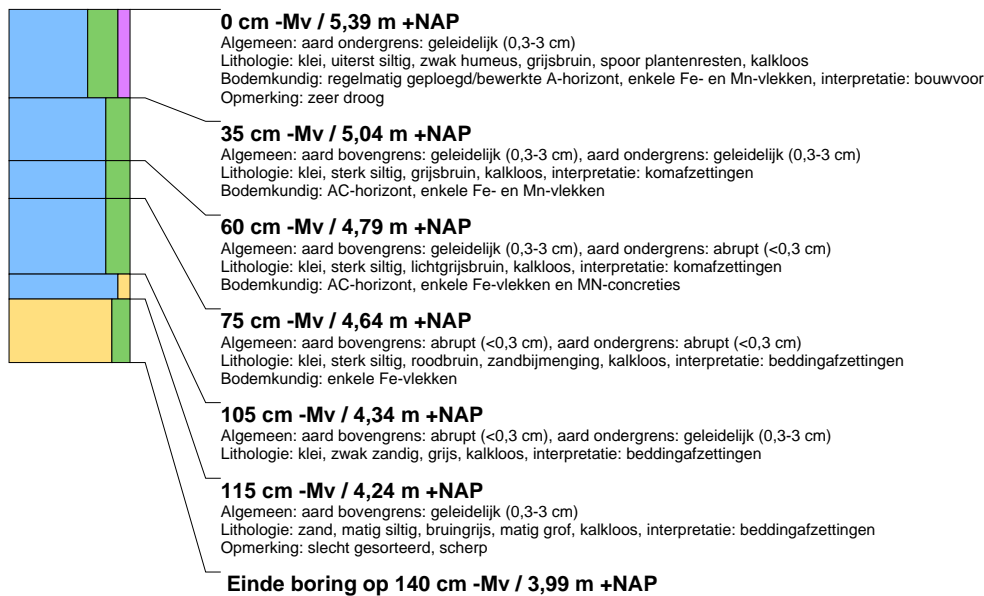 0 cm -Mv / 5,39 m +NAP
Algemeen: aard ondergrens: geleidelijk (0,3-3 cm)
Lithologie: klei, uiterst siltig, zwak humeus, grijsbruin, spoor plantenresten, kalkloos
Bodemkundig: regelmatig geploegd/bewerkte A-horizont, enkele Fe- en Mn-vlekken, interpretatie: bouwvoor
Opmerking: zeer droog
35 cm -Mv / 5,04 m +NAP
Algemeen: aard bovengrens: geleidelijk (0,3-3 cm), aard ondergrens: geleidelijk (0,3-3 cm)
Lithologie: klei, sterk siltig, grijsbruin, kalkloos, interpretatie: komafzettingen
Bodemkundig: AC-horizont, enkele Fe- en Mn-vlekken
60 cm -Mv / 4,79 m +NAP
Algemeen: aard bovengrens: geleidelijk (0,3-3 cm), aard ondergrens: abrupt (<0,3 cm)
Lithologie: klei, sterk siltig, lichtgrijsbruin, kalkloos, interpretatie: komafzettingen
Bodemkundig: AC-horizont, enkele Fe-vlekken en MN-concreties
75 cm -Mv / 4,64 m +NAP
Algemeen: aard bovengrens: abrupt (<0,3 cm), aard ondergrens: abrupt (<0,3 cm)
Lithologie: klei, sterk siltig, roodbruin, zandbijmenging, kalkloos, interpretatie: beddingafzettingen
Bodemkundig: enkele Fe-vlekken
105 cm -Mv / 4,34 m +NAP
Algemeen: aard bovengrens: abrupt (<0,3 cm), aard ondergrens: geleidelijk (0,3-3 cm)
Lithologie: klei, zwak zandig, grijs, kalkloos, interpretatie: beddingafzettingen
115 cm -Mv / 4,24 m +NAP
Algemeen: aard bovengrens: geleidelijk (0,3-3 cm)
Lithologie: zand, matig siltig, bruingrijs, matig grof, kalkloos, interpretatie: beddingafzettingen
Opmerking: slecht gesorteerd, scherp
Einde boring op 140 cm -Mv / 3,99 m +NAP